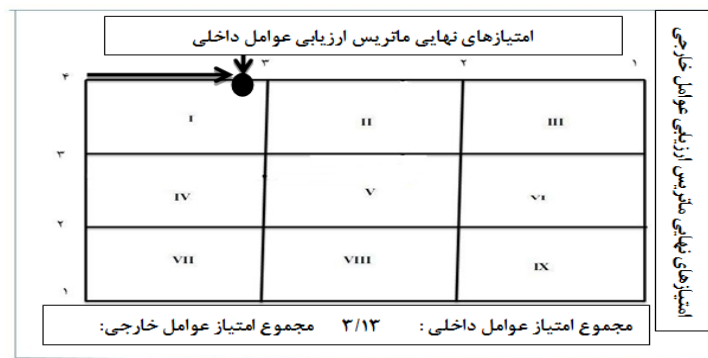 امتیازهای نهایی ماتریس ارزیابی عوامل داخلی
امتیازهای نهایی ماتریس ارزیابی عوامل خارجی
۴ ۳ ۲ ۱
I II III
۳
IV V VI
۲
VII VIII IX
۱
مجموع امتیاز عوامل داخلی : ۳/۱۳ مجموع امتیاز عوامل خارجی: